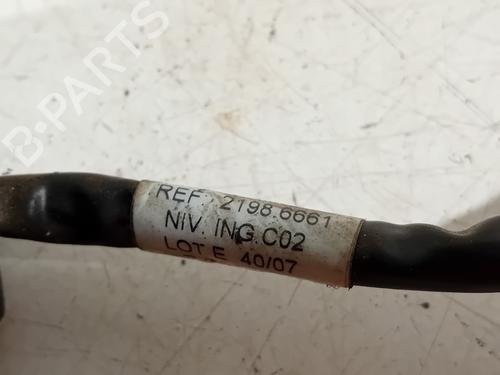 B-PARTS
REF: 2198.6661
NIV. ING.C02
LOT E 40/07